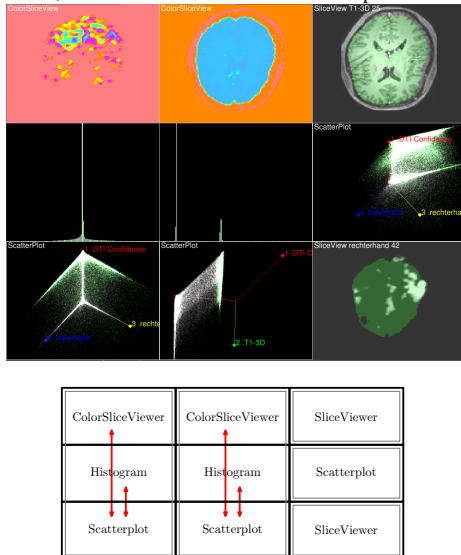 ColorSliceView
ColorSliceView
SliceView T1-3D 25
ScatterPlot
1 :DTI-Confidence
3 :rechterha
ScatterPlot
1 :DTI-Confidence
3 :rechte
ScatterPlot
1 :DTI-C
2 :T1-3D
SliceView rechterhand 42
ColorSliceViewer
ColorSliceViewer
SliceViewer
Histogram
Histogram
Scatterplot
Scatterplot
Scatterplot
SliceViewer